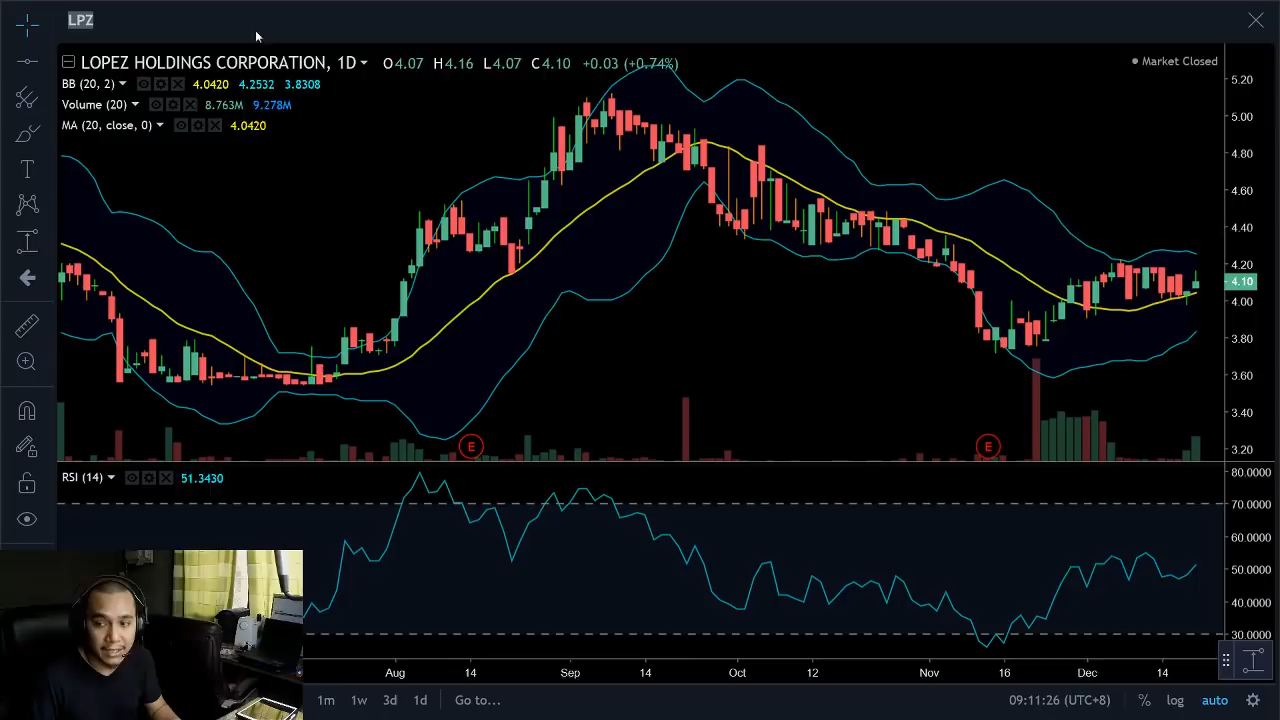 LPZ
LOPEZ HOLDINGS CORPORATION, 1D O4.07 H4.16 L4.07 C4.10 +0.03 (+0.74%)
Market Closed
BB (20, 2) 4.0420 4.2532 3.8308
Volume (20) 8.763M 9.278M
MA (20, close, 0) 4.0420
5.20
5.00
4.80
4.60
4.40
4.20
4.10
4.00
3.80
3.60
3.40
3.20
E E
RSI (14) 51.3430
80.0000
70.0000
60.0000
50.0000
40.0000
30.0000
Aug 14 Sep 14 Oct 12 Nov 16 Dec 14
1m 1w 3d 1d Go to... 09:11:26 (UTC+8) % log auto